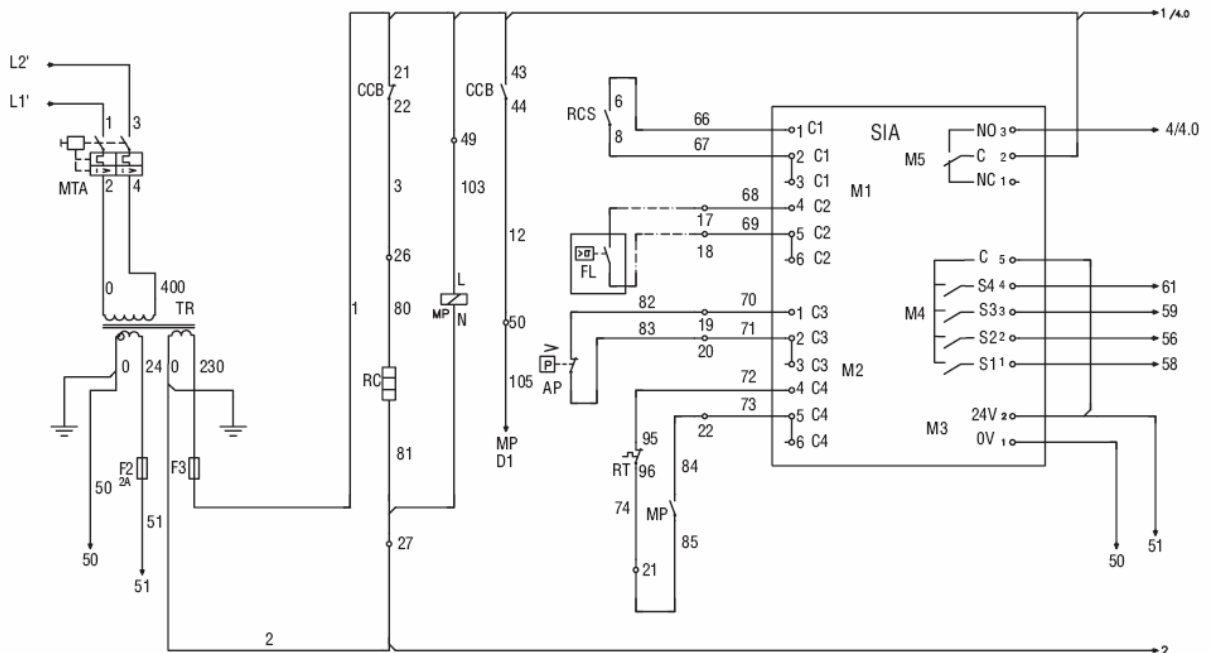 1 /4.0
L2'
L1'
1 3
MTA
2 4
0 400
TR
0 24 0 230
F2
2A
F3
50
51
50
51
1
2
CCB
21
22
3
26
80
RC
81
27
49
103
L
MP
N
CCB
43
44
12
50
105
MP
D1
RCS
6
8
66
67
68
17
69
18
>σ
FL
82 70
19
83 71
20
P
V
AP
72
73
22
95
RT
96
84
74
MP
85
21
SIA
1 C1
2 C1
3 C1
M1
4 C2
5 C2
6 C2
1 C3
2 C3
3 C3
M2
4 C4
5 C4
6 C4
NO 3
M5 C 2
NC 1
4/4.0
C 5
S4 4
M4 S3 3
S2 2
S1 1
61
59
56
58
24V 2
M3
0V 1
50
51
2